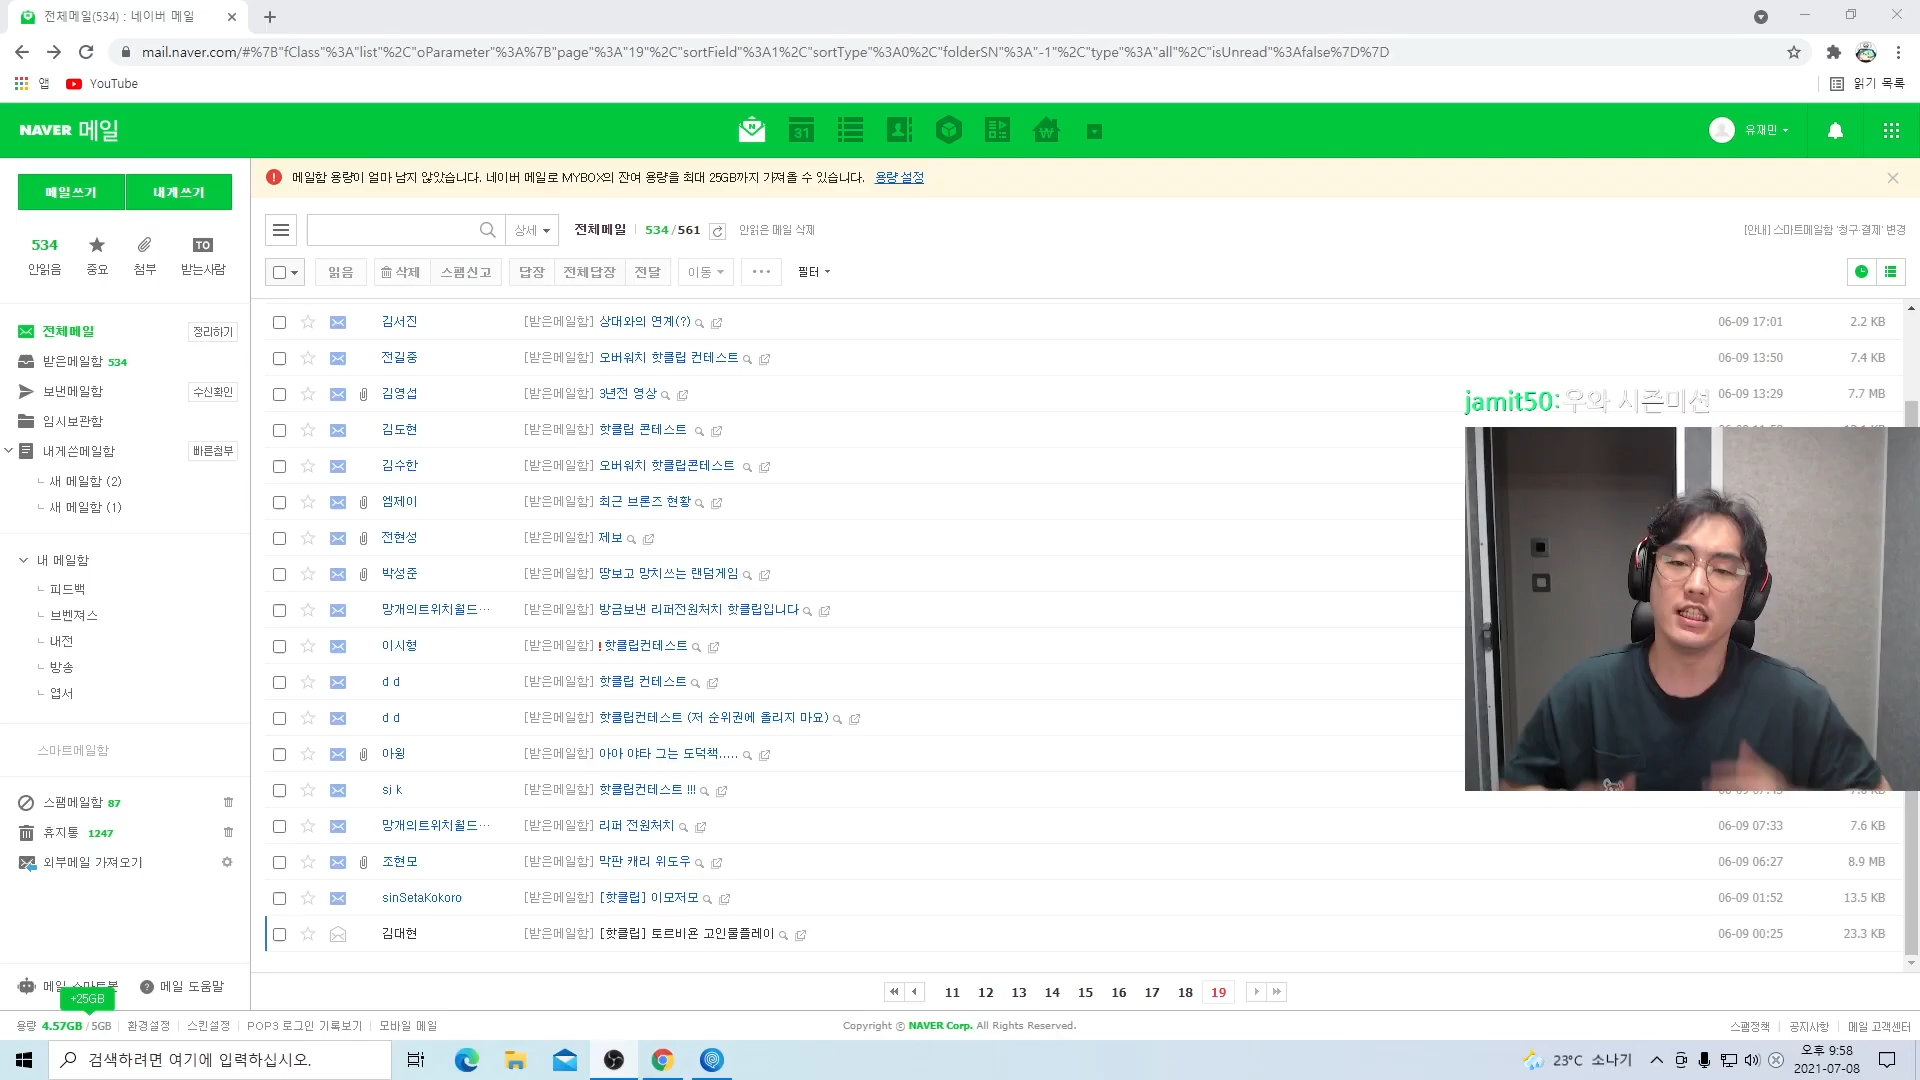 전체메일(534) : 네이버 메일
mail.naver.com/#%7B"fClass"%3A"list"%2C"oParameter"%3A%7B"page"%3A"19"%2C"sortField"%3A1%2C"sortType"%3A0%2C"folderSN"%3A"-1"%2C"type"%3A"all"%2C"isUnread"%3Afalse%7D%7D
앱 YouTube 읽기 목록
NAVER 메일 31 유재민
메일쓰기 내게쓰기
메일함 용량이 얼마 남지 않았습니다. 네이버 메일로 MYBOX의 잔여 용량을 최대 25GB까지 가져올 수 있습니다. 용량 설정
상세 전체메일 534 / 561 안읽은 메일 삭제 [안내] 스마트메일함 '청구·결제' 변경
534 TO
안읽음 중요 첨부 받는사람
읽음 삭제 스팸신고 답장 전체답장 전달 이동 ··· 필터
전체메일 정리하기
받은메일함 534
보낸메일함 수신확인
임시보관함
내게쓴메일함 빠른첨부
새 메일함 (2)
새 메일함 (1)
내 메일함
피드백
브벤져스
내전
방송
엽서
스마트메일함
스팸메일함 87
휴지통 1247
외부메일 가져오기
김서진 [받은메일함] 상대와의 연계(?) 06-09 17:01 2.2 KB
전길중 [받은메일함] 오버워치 핫클립 컨테스트 06-09 13:50 7.4 KB
김영섭 [받은메일함] 3년전 영상 06-09 13:29 7.7 MB
jamit50: 우와 시즌미션
김도현 [받은메일함] 핫클립 콘테스트
김수한 [받은메일함] 오버워치 핫클립콘테스트
엠제이 [받은메일함] 최근 브론즈 현황
전현성 [받은메일함] 제보
박성준 [받은메일함] 땅보고 망치쓰는 랜덤게임
망개의트위치월드··· [받은메일함] 방금보낸 리퍼전원처치 핫클립입니다
이시형 [받은메일함] ! 핫클립컨테스트
d d [받은메일함] 핫클립 컨테스트
d d [받은메일함] 핫클립컨테스트 (저 순위권에 올리지 마요)
아윙 [받은메일함] 아아 야타 그는 도덕책.....
sj k [받은메일함] 핫클립컨테스트 !!!
망개의트위치월드··· [받은메일함] 리퍼 전원처치 06-09 07:33 7.6 KB
조현모 [받은메일함] 막판 캐리 위도우 06-09 06:27 8.9 MB
sinSetaKokoro [받은메일함] [핫클립] 이모저모 06-09 01:52 13.5 KB
김대현 [받은메일함] [핫클립] 토르비욘 고인물플레이 06-09 00:25 23.3 KB
11 12 13 14 15 16 17 18 19
메일 스마트봇 메일 도움말
+25GB
용량 4.57GB / 5GB 환경설정 스킨설정 POP3 로그인 기록보기 모바일 메일 Copyright © NAVER Corp. All Rights Reserved. 스팸정책 공지사항 메일 고객센터
검색하려면 여기에 입력하십시오. 23°C 소나기 오후 9:58
2021-07-08